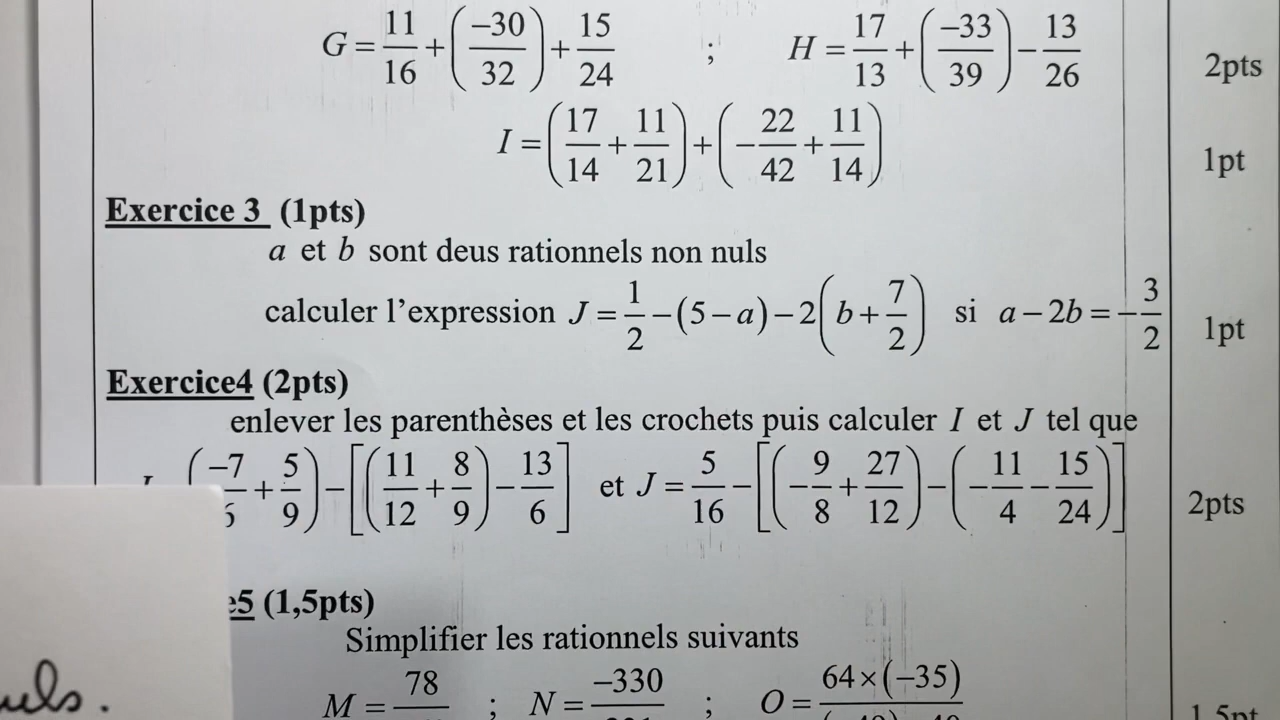 G = 11/16 + (-30/32) + 15/24 ; H = 17/13 + (-33/39) - 13/26 2pts
I = (17/14 + 11/21) + (-22/42 + 11/14) 1pt
Exercice 3 (1pts)
a et b sont deus rationnels non nuls
calculer l'expression J = 1/2 - (5 - a) - 2(b + 7/2) si a - 2b = -3/2 1pt
Exercice4 (2pts)
enlever les parenthèses et les crochets puis calculer I et J tel que
(-7/ + 5/9) - [(11/12 + 8/9) - 13/6] et J = 5/16 - [(-9/8 + 27/12) - (-11/4 - 15/24)] 2pts
5 (1,5pts)
Simplifier les rationnels suivants
M = 78/ ; N = -330/ ; O = 64×(-35)/ 1,5pt
uls.